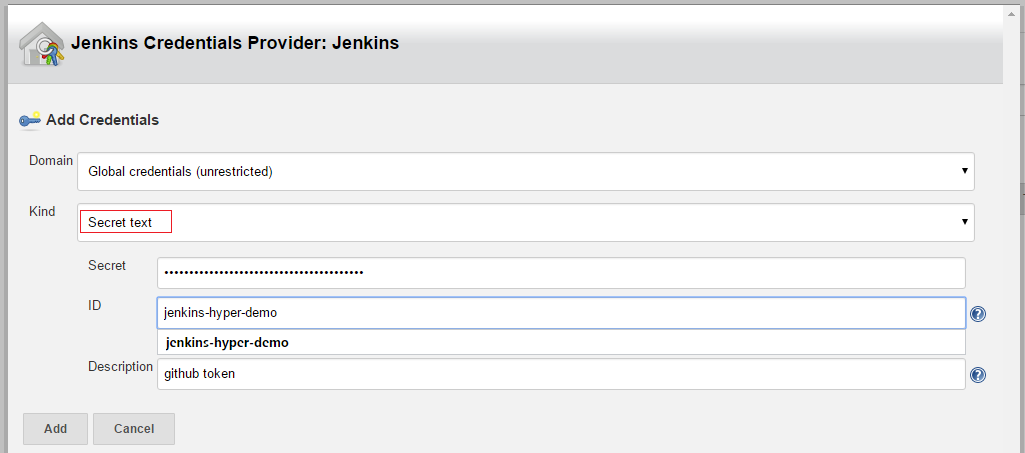 Jenkins Credentials Provider: Jenkins
Add Credentials
Domain
Global credentials (unrestricted)
Kind
Secret text
Secret
••••••••••••••••••••••••••••••••••••••••
ID
jenkins-hyper-demo
jenkins-hyper-demo
Description
github token
Add Cancel